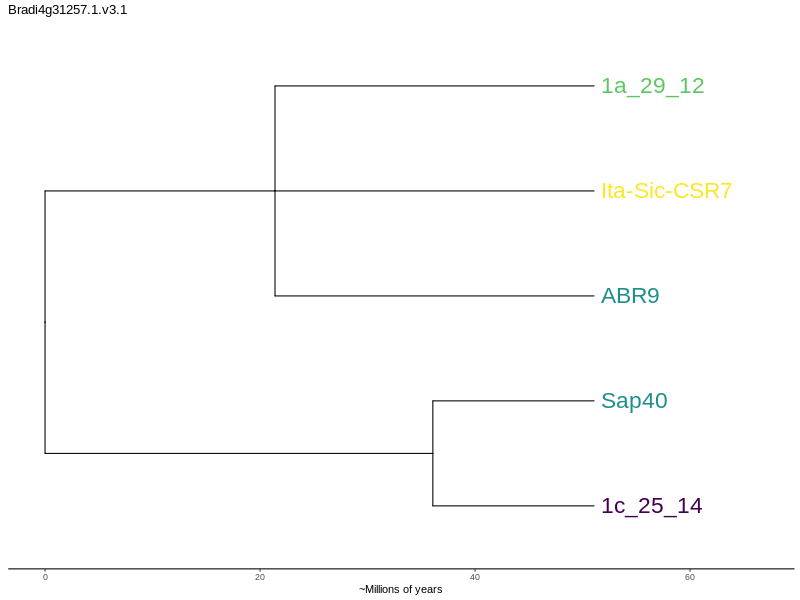 Bradi4g31257.1.v3.1
1a_29_12
Ita-Sic-CSR7
ABR9
Sap40
1c_25_14
0 20 40 60
~Millions of years